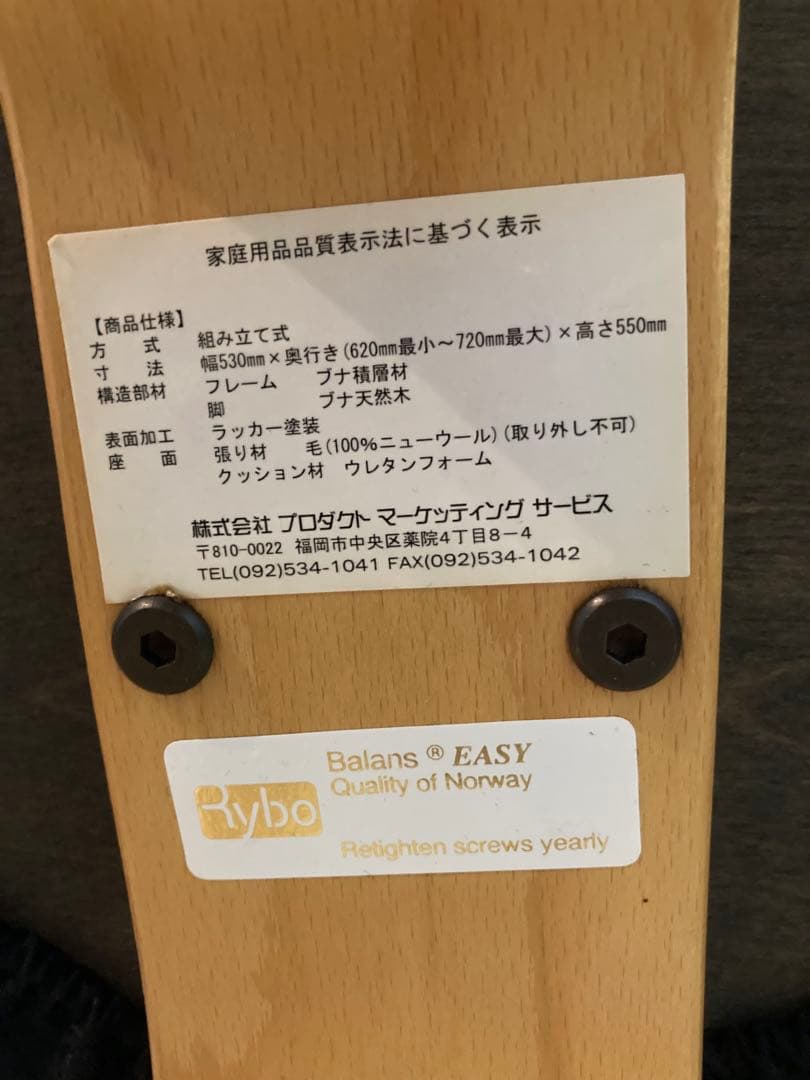 家庭用品品質表示法に基づく表示
【商品仕様】
方 式 組み立て式
寸 法 幅530mm×奥行き(620mm最小～720mm最大)×高さ550mm
構造部材 フレーム ブナ積層材
脚 ブナ天然木
表面加工 ラッカー塗装
座 面 張り材 毛(100%ニューウール)(取り外し不可)
クッション材 ウレタンフォーム
株式会社 プロダクト マーケッティング サービス
〒810-0022 福岡市中央区薬院4丁目8-4
TEL(092)534-1041 FAX(092)534-1042
Balans ® EASY
Quality of Norway
Rybo
Retighten screws yearly